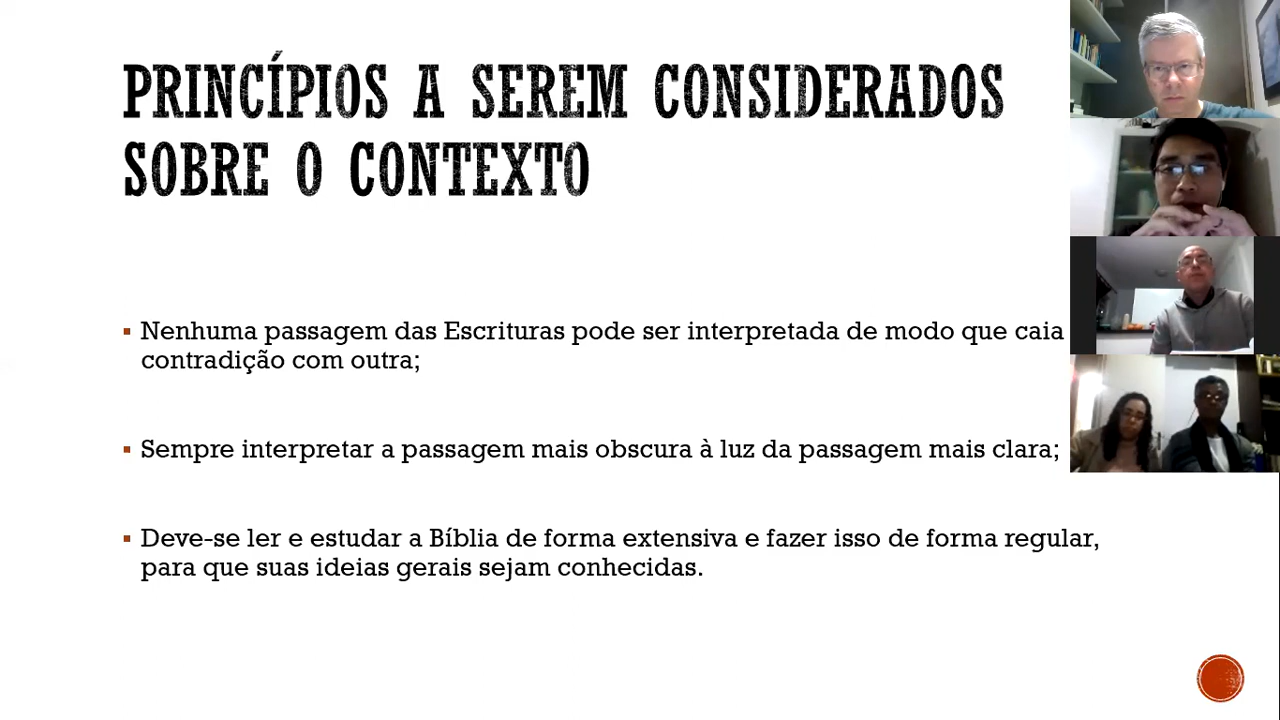 PRINCÍPIOS A SEREM CONSIDERADOS
SOBRE O CONTEXTO
Nenhuma passagem das Escrituras pode ser interpretada de modo que caia
contradição com outra;
Sempre interpretar a passagem mais obscura à luz da passagem mais clara;
Deve-se ler e estudar a Bíblia de forma extensiva e fazer isso de forma regular,
para que suas ideias gerais sejam conhecidas.